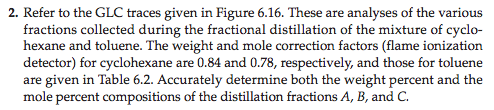 2. Refer to the GLC traces given in Figure 6.16. These are analyses of the various
fractions collected during the fractional distillation of the mixture of cyclo-
hexane and toluene. The weight and mole correction factors (flame ionization
detector) for cyclohexane are 0.84 and 0.78, respectively, and those for toluene
are given in Table 6.2. Accurately determine both the weight percent and the
mole percent compositions of the distillation fractions A, B, and C.